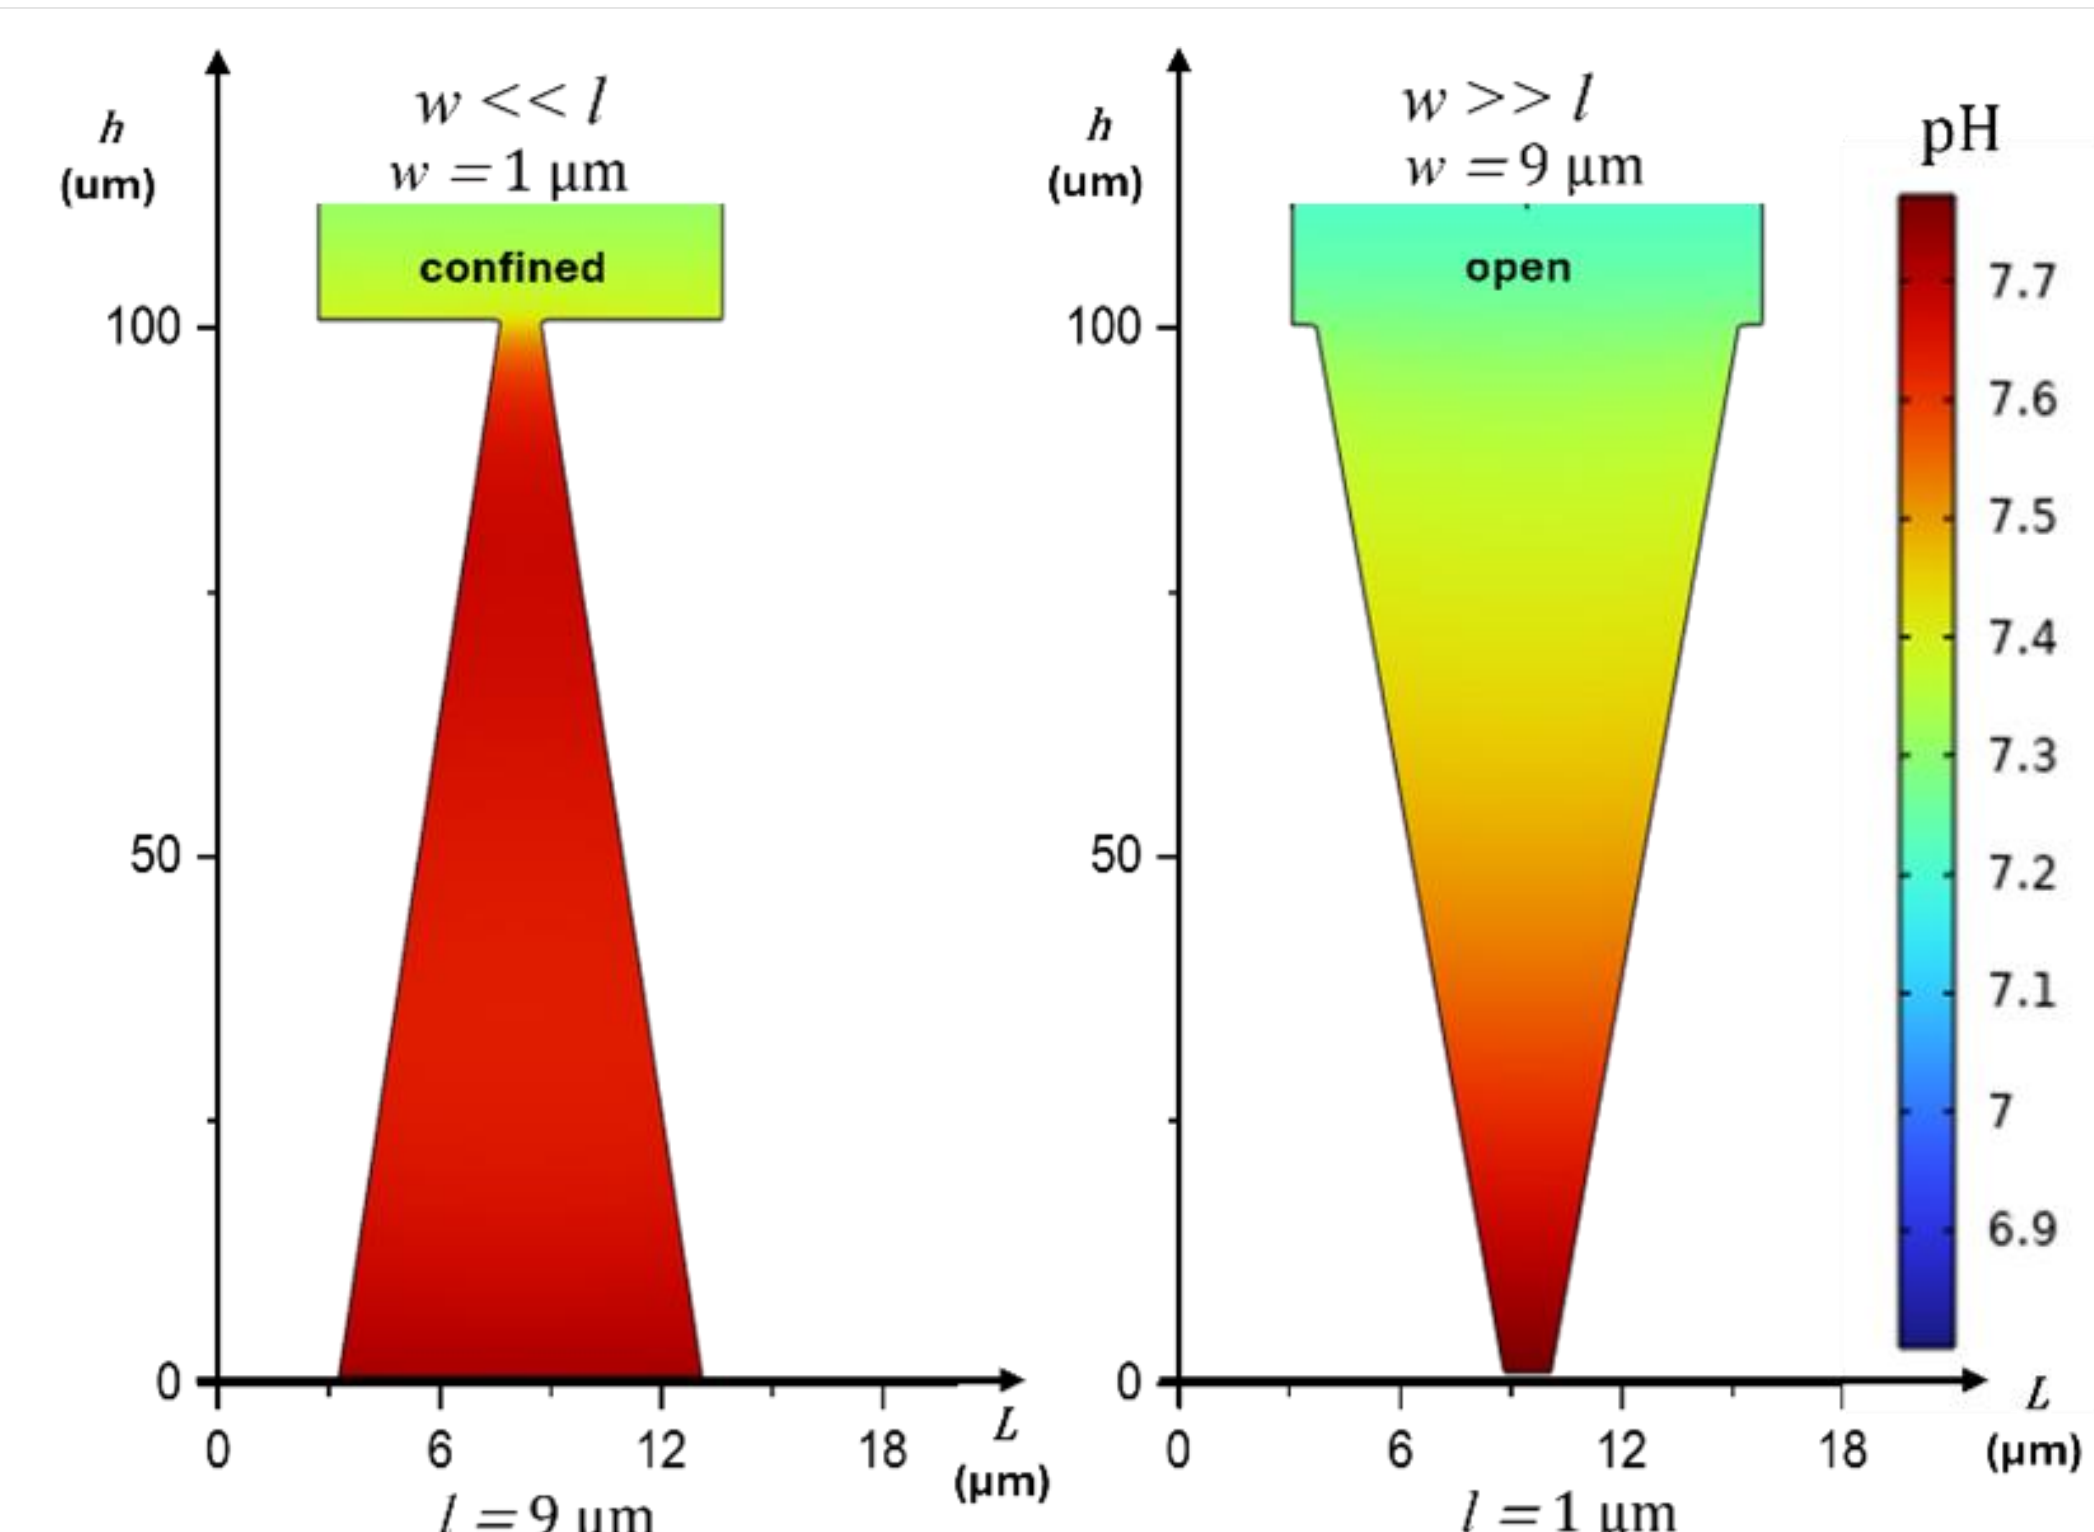 w << l
w = 1 μm
h
(um)
confined
100
50
0
0 6 12 18
L
(μm)
l = 9 μm
w >> l
w = 9 μm
h
(um)
open
100
50
0
0 6 12 18
L
(μm)
l = 1 μm
pH
7.7
7.6
7.5
7.4
7.3
7.2
7.1
7
6.9